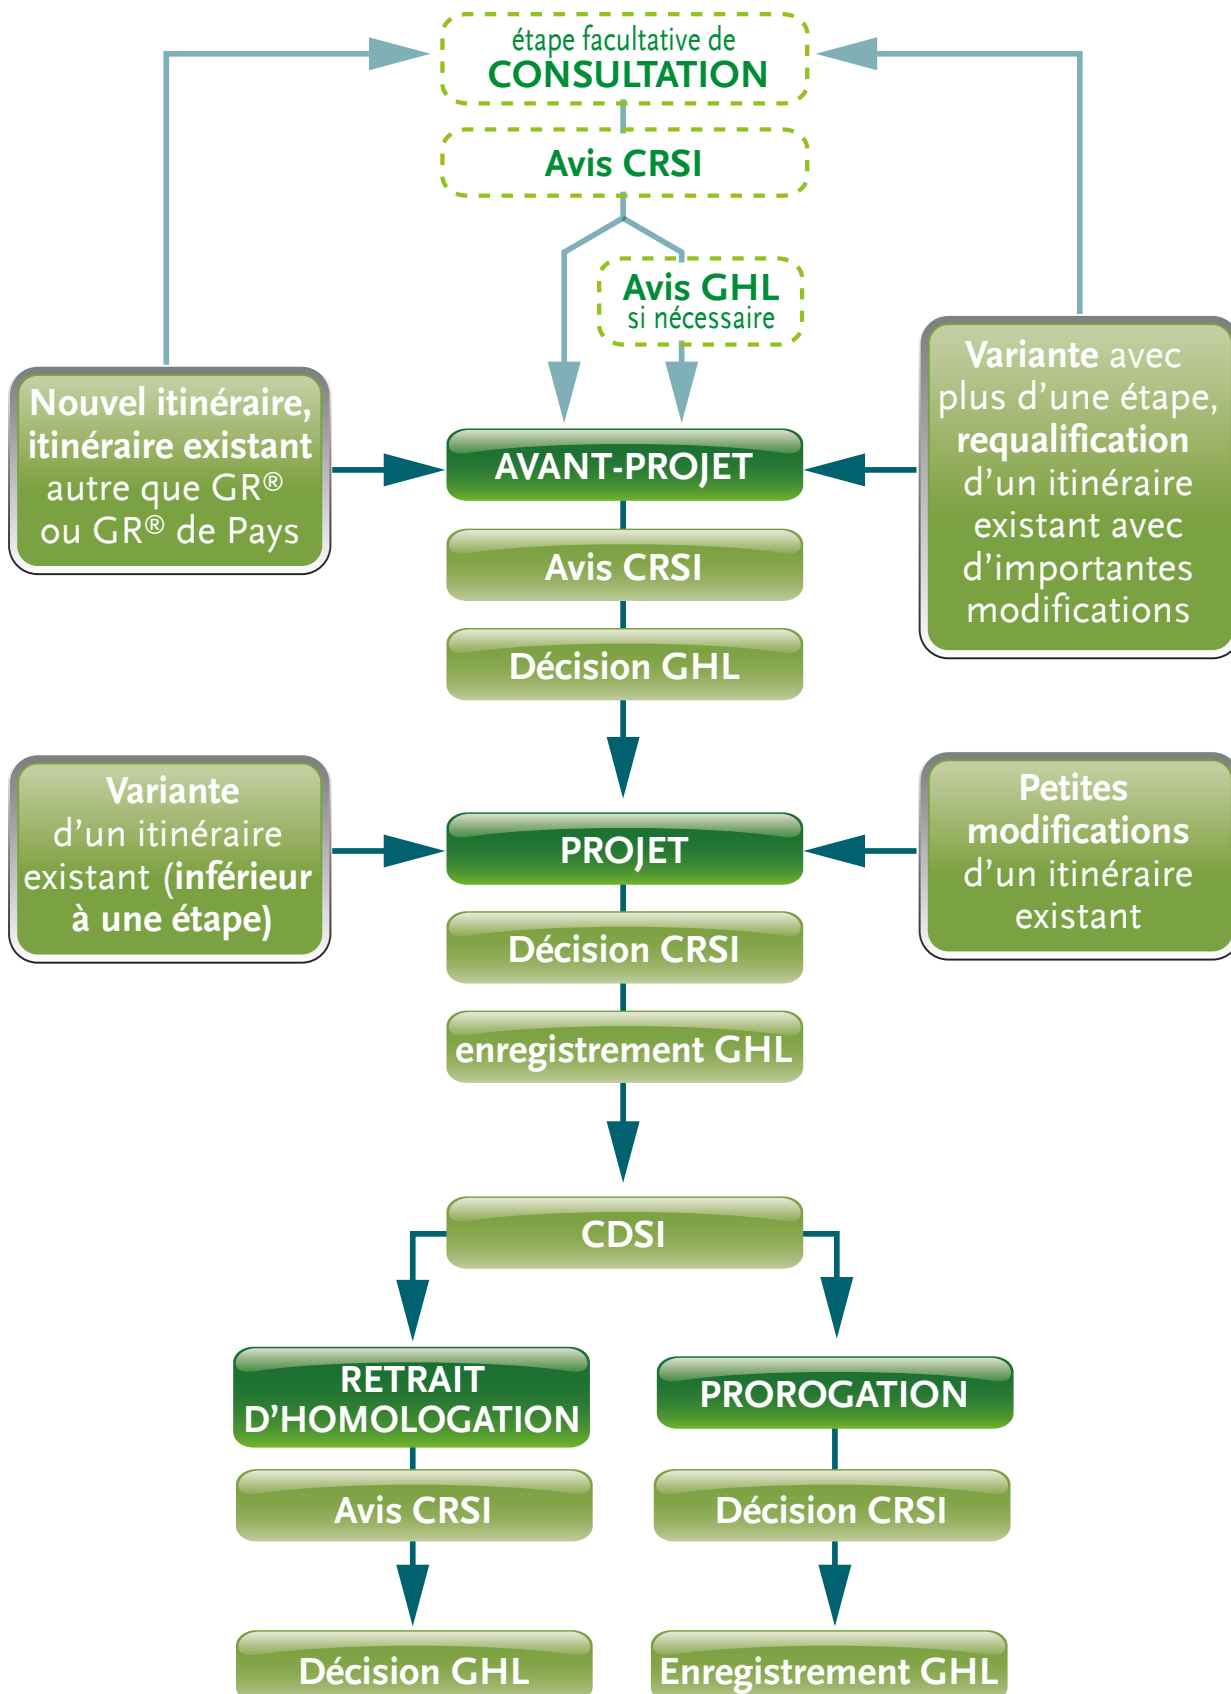 étape facultative de
CONSULTATION
Avis CRSI
Avis GHL
si nécessaire
Nouvel itinéraire,
itinéraire existant
autre que GR®
ou GR® de Pays
AVANT-PROJET
Variante avec
plus d'une étape,
requalification
d'un itinéraire
existant avec
d'importantes
modifications
Avis CRSI
Décision GHL
Variante
d'un itinéraire
existant (inférieur
à une étape)
PROJET
Petites
modifications
d'un itinéraire
existant
Décision CRSI
enregistrement GHL
CDSI
RETRAIT
D'HOMOLOGATION
PROROGATION
Avis CRSI
Décision CRSI
Décision GHL
Enregistrement GHL